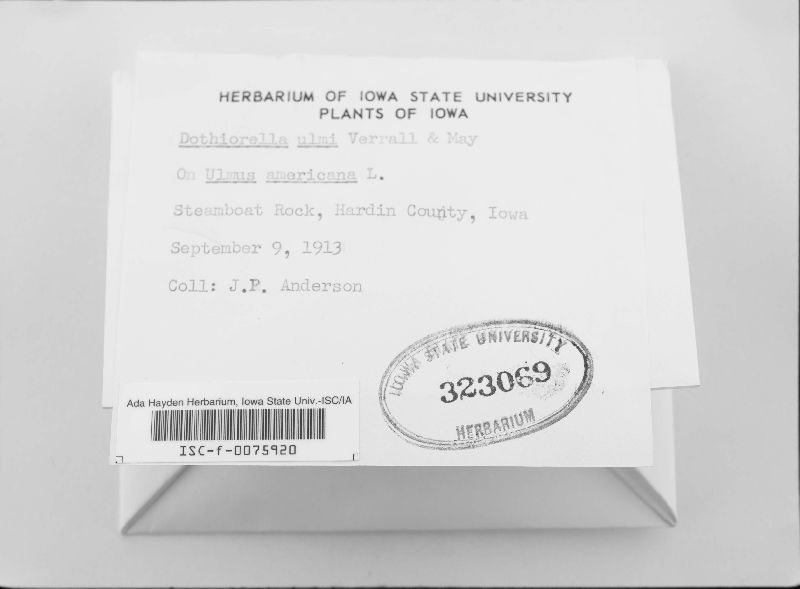 HERBARIUM OF IOWA STATE UNIVERSITY
PLANTS OF IOWA
Dothiorella ulmi Verrall & May
On Ulmus americana L.
Steamboat Rock, Hardin County, Iowa
September 9, 1913
Coll: J.P. Anderson
IOWA STATE UNIVERSITY
323069
HERBARIUM
Ada Hayden Herbarium, Iowa State Univ.-ISC/IA
ISC-f-0075920